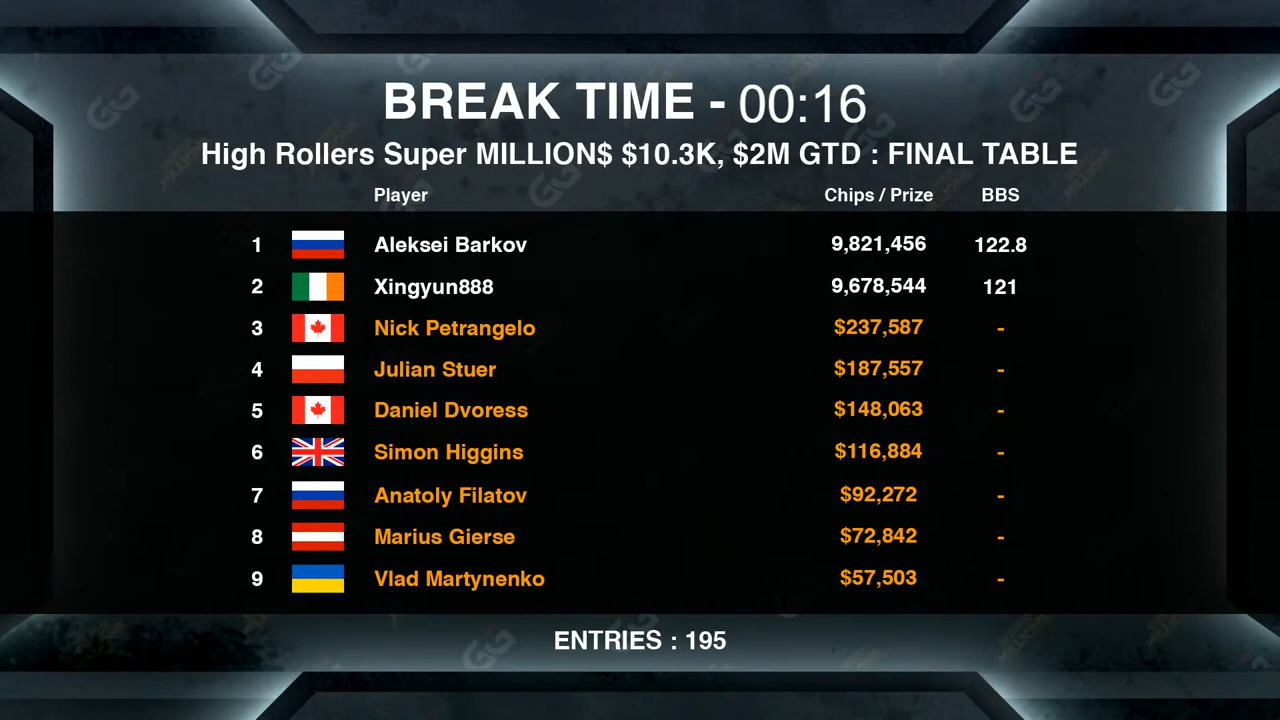 BREAK TIME - 00:16
High Rollers Super MILLION$ $10.3K, $2M GTD : FINAL TABLE
Player Chips / Prize BBS
1 Aleksei Barkov 9,821,456 122.8
2 Xingyun888 9,678,544 121
3 Nick Petrangelo $237,587 -
4 Julian Stuer $187,557 -
5 Daniel Dvoress $148,063 -
6 Simon Higgins $116,884 -
7 Anatoly Filatov $92,272 -
8 Marius Gierse $72,842 -
9 Vlad Martynenko $57,503 -
ENTRIES : 195